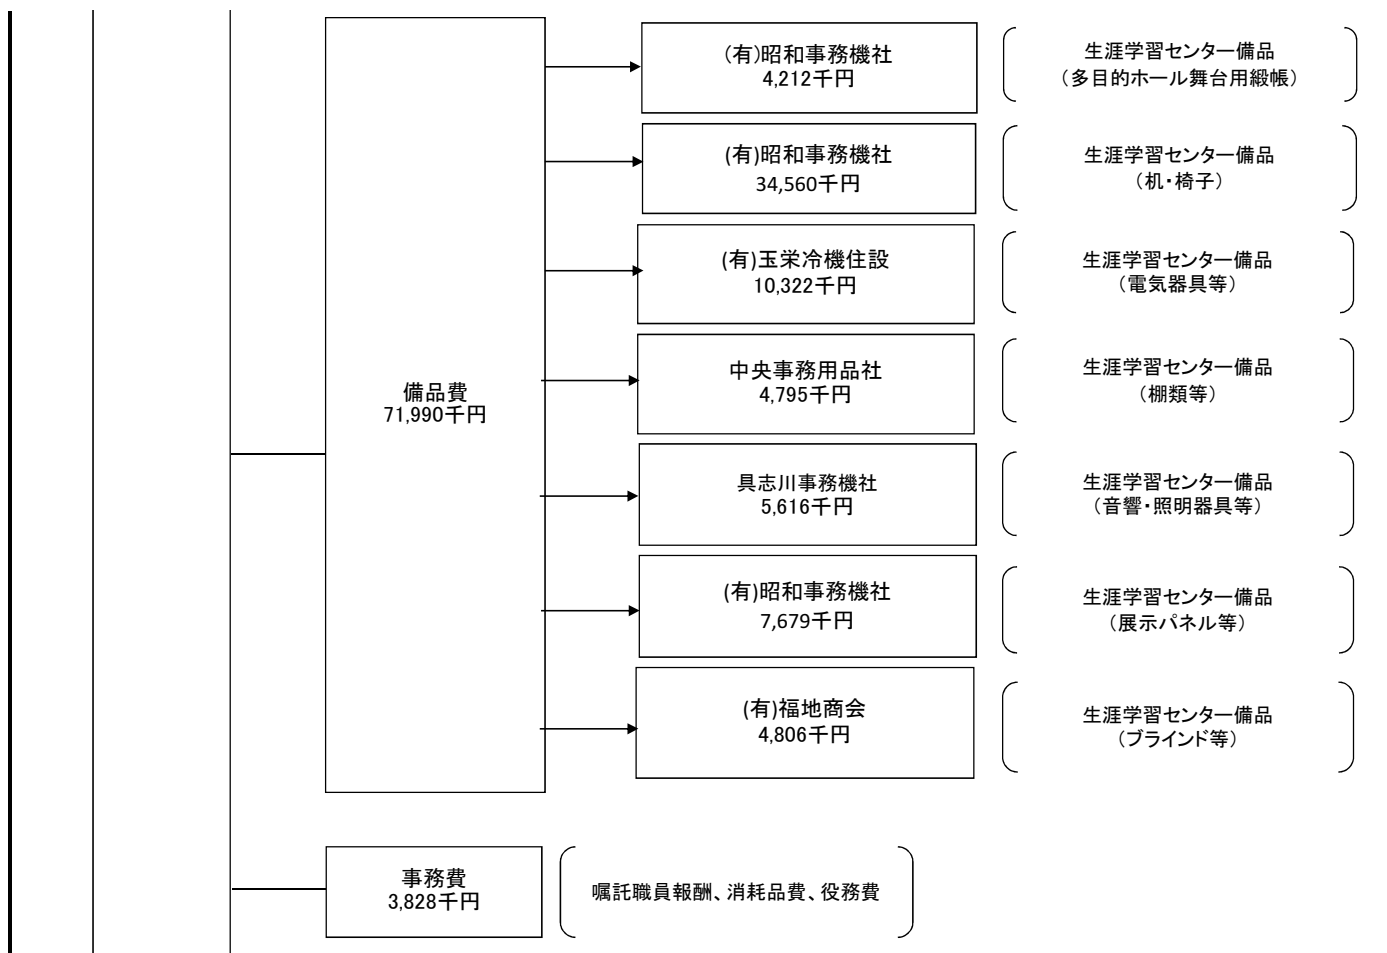 (有)昭和事務機社
4,212千円
生涯学習センター備品
（多目的ホール舞台用緞帳）
(有)昭和事務機社
34,560千円
生涯学習センター備品
（机・椅子）
(有)玉栄冷機住設
10,322千円
生涯学習センター備品
（電気器具等）
備品費
71,990千円
中央事務用品社
4,795千円
生涯学習センター備品
（棚類等）
具志川事務機社
5,616千円
生涯学習センター備品
（音響・照明器具等）
(有)昭和事務機社
7,679千円
生涯学習センター備品
（展示パネル等）
(有)福地商会
4,806千円
生涯学習センター備品
（ブラインド等）
事務費
3,828千円
嘱託職員報酬、消耗品費、役務費